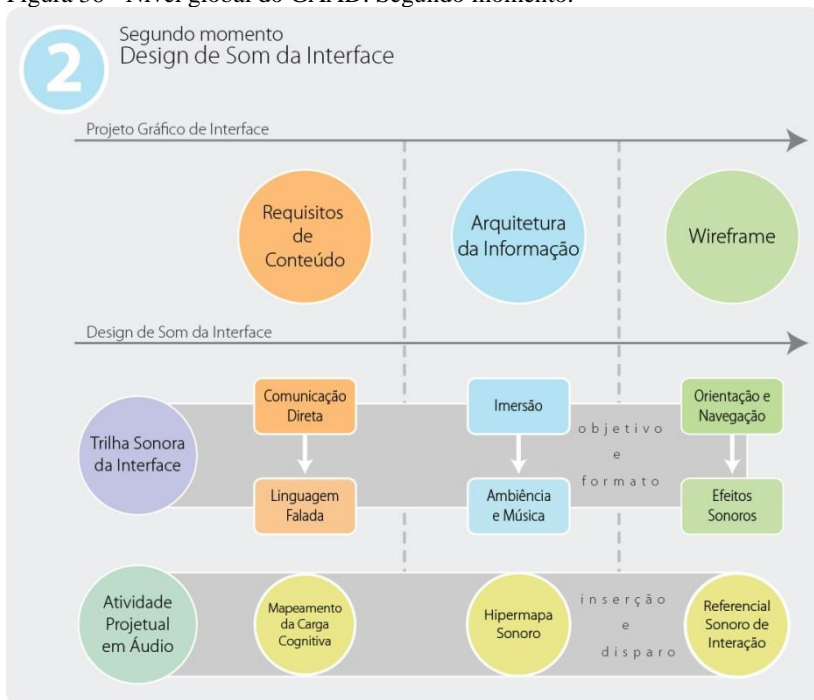 Figura 38 - Nível global do GAAD: Segundo momento.
2
Segundo momento
Design de Som da Interface
Projeto Gráfico de Interface
Requisitos
de
Conteúdo
Arquitetura
da Informação
Wireframe
Design de Som da Interface
Trilha Sonora
da Interface
Comunicação
Direta
Imersão
Orientação e
Navegação
objetivo
e
formato
Linguagem
Falada
Ambiência
e Música
Efeitos
Sonoros
Atividade
Projetual
em Áudio
Mapeamento
da Carga
Cognitiva
Hipermapa
Sonoro
inserção
e
disparo
Referencial
Sonoro de
Interação